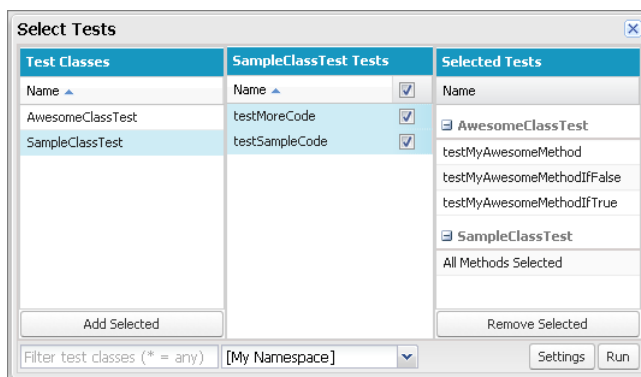 Select Tests
Test Classes
Name
AwesomeClassTest
SampleClassTest
Add Selected
SampleClassTest Tests
Name
testMoreCode
testSampleCode
Selected Tests
Name
AwesomeClassTest
testMyAwesomeMethod
testMyAwesomeMethodIfFalse
testMyAwesomeMethodIfTrue
SampleClassTest
All Methods Selected
Remove Selected
Filter test classes (* = any)
[My Namespace]
Settings
Run